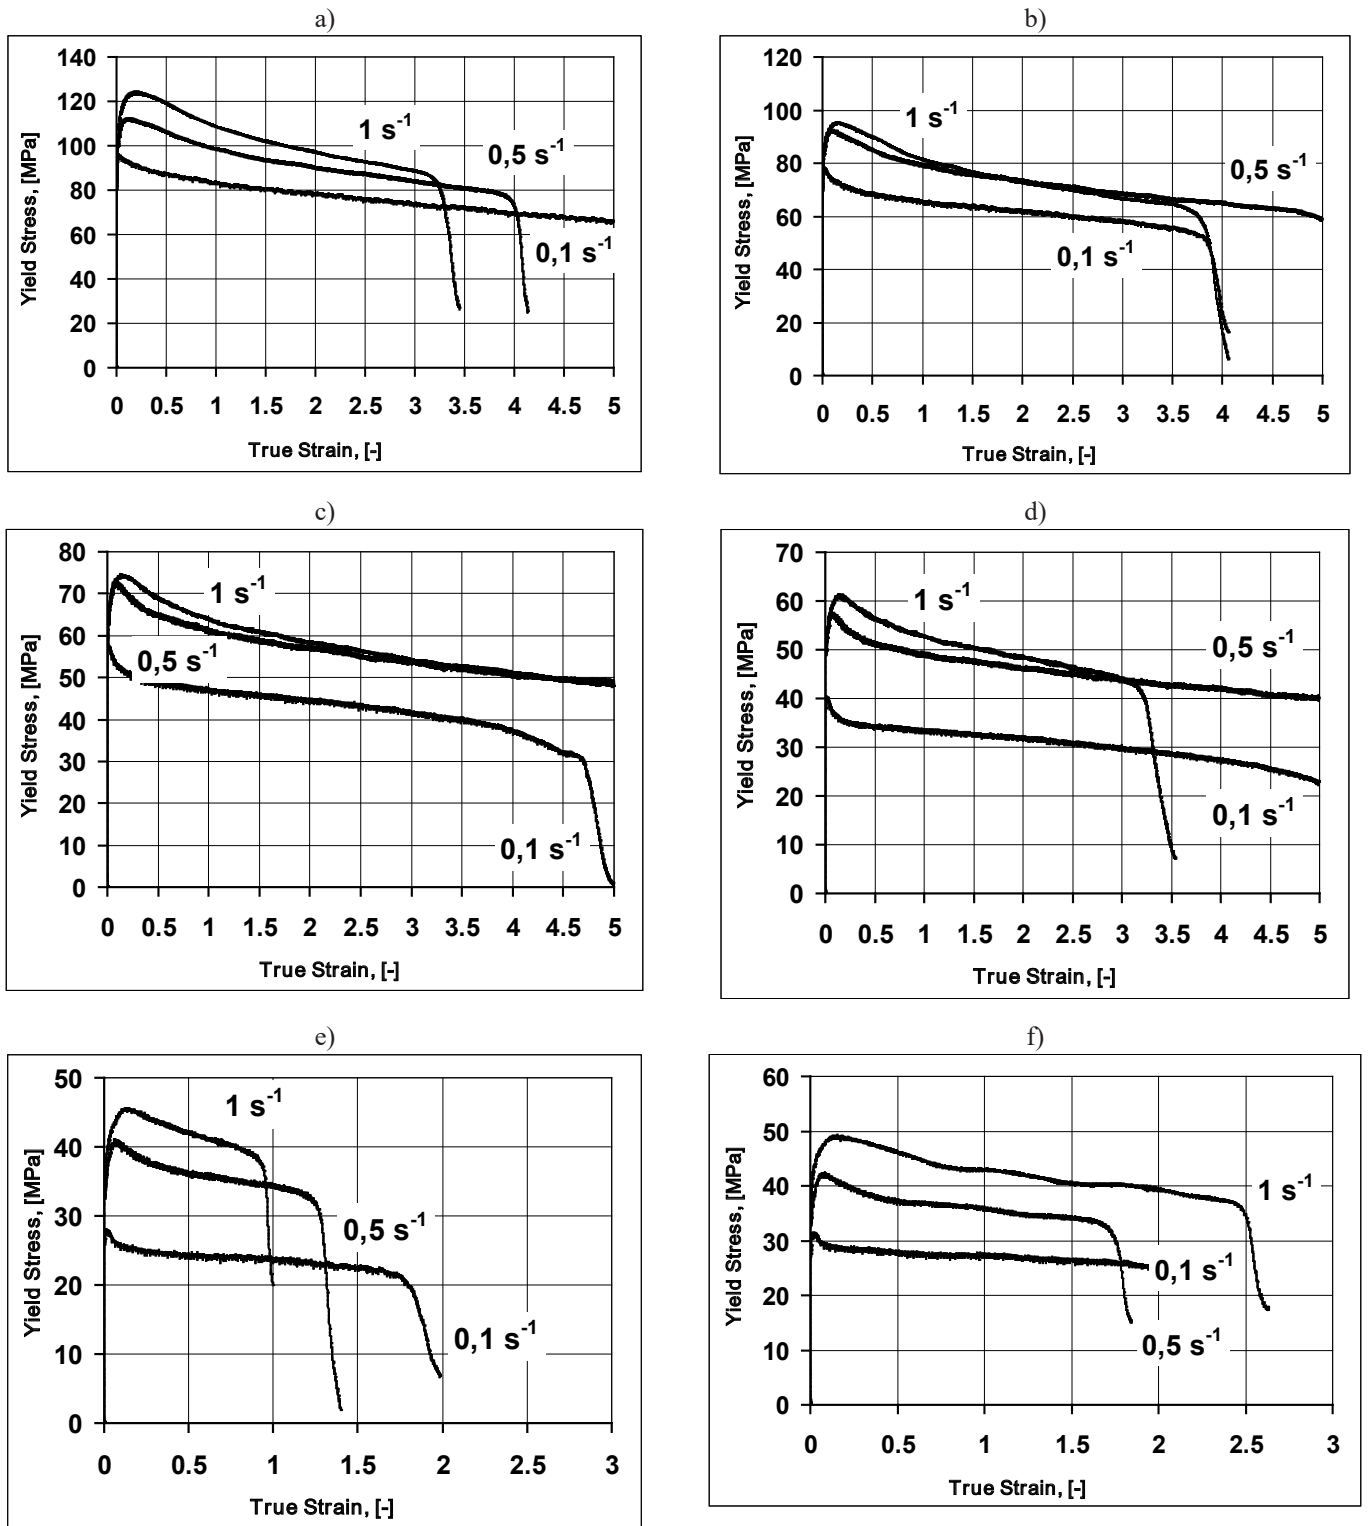 a)
140
120
100
80
60
40
20
0
Yield Stress, [MPa]
1 s⁻¹
0,5 s⁻¹
0,1 s⁻¹
0 0.5 1 1.5 2 2.5 3 3.5 4 4.5 5
True Strain, [-]
b)
120
100
80
60
40
20
0
Yield Stress, [MPa]
1 s⁻¹
0,5 s⁻¹
0,1 s⁻¹
0 0.5 1 1.5 2 2.5 3 3.5 4 4.5 5
True Strain, [-]
c)
80
70
60
50
40
30
20
10
0
Yield Stress, [MPa]
1 s⁻¹
0,5 s⁻¹
0,1 s⁻¹
0 0.5 1 1.5 2 2.5 3 3.5 4 4.5 5
True Strain, [-]
d)
70
60
50
40
30
20
10
0
Yield Stress, [MPa]
1 s⁻¹
0,5 s⁻¹
0,1 s⁻¹
0 0.5 1 1.5 2 2.5 3 3.5 4 4.5 5
True Strain, [-]
e)
50
40
30
20
10
0
Yield Stress, [MPa]
1 s⁻¹
0,5 s⁻¹
0,1 s⁻¹
0 0.5 1 1.5 2 2.5 3
True Strain, [-]
f)
60
50
40
30
20
10
0
Yield Stress, [MPa]
1 s⁻¹
0,1 s⁻¹
0,5 s⁻¹
0 0.5 1 1.5 2 2.5 3
True Strain, [-]